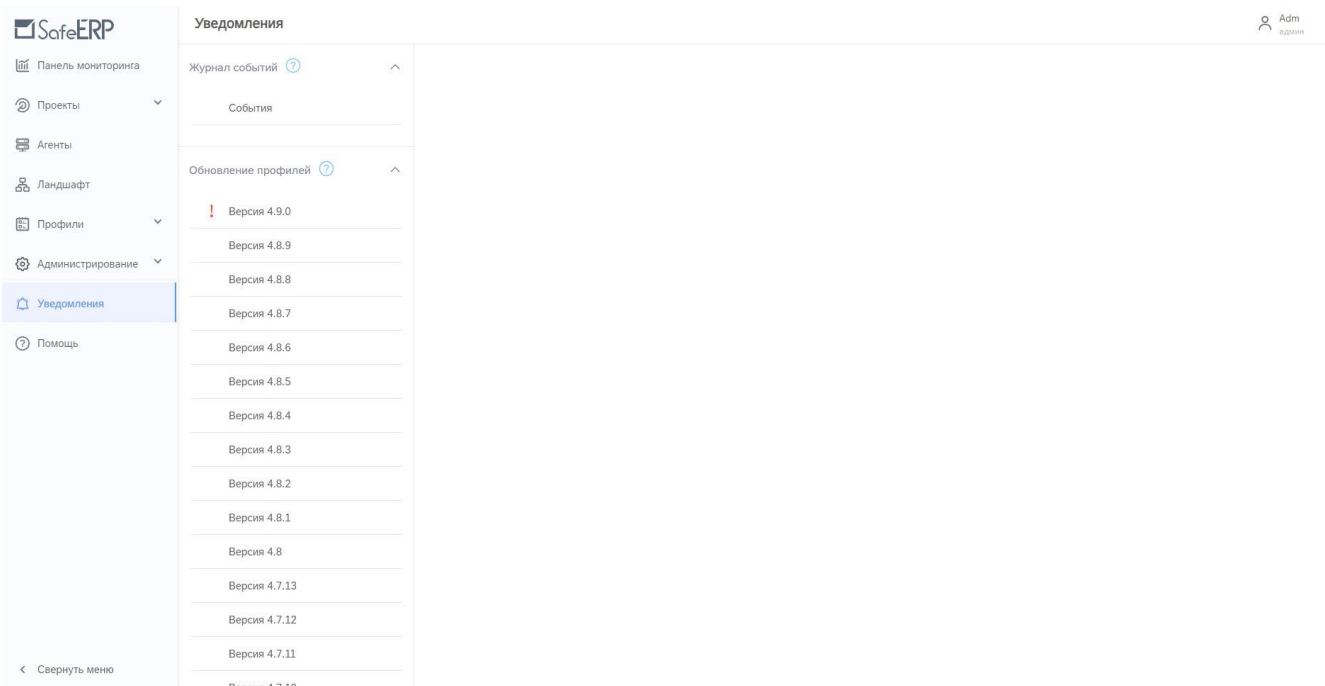 SafeERP
Панель мониторинга
Проекты
Агенты
Ландшафт
Профили
Администрирование
Уведомления
Помощь
Свернуть меню
Уведомления
Adm
админ
Журнал событий ?
События
Обновление профилей ?
! Версия 4.9.0
Версия 4.8.9
Версия 4.8.8
Версия 4.8.7
Версия 4.8.6
Версия 4.8.5
Версия 4.8.4
Версия 4.8.3
Версия 4.8.2
Версия 4.8.1
Версия 4.8
Версия 4.7.13
Версия 4.7.12
Версия 4.7.11